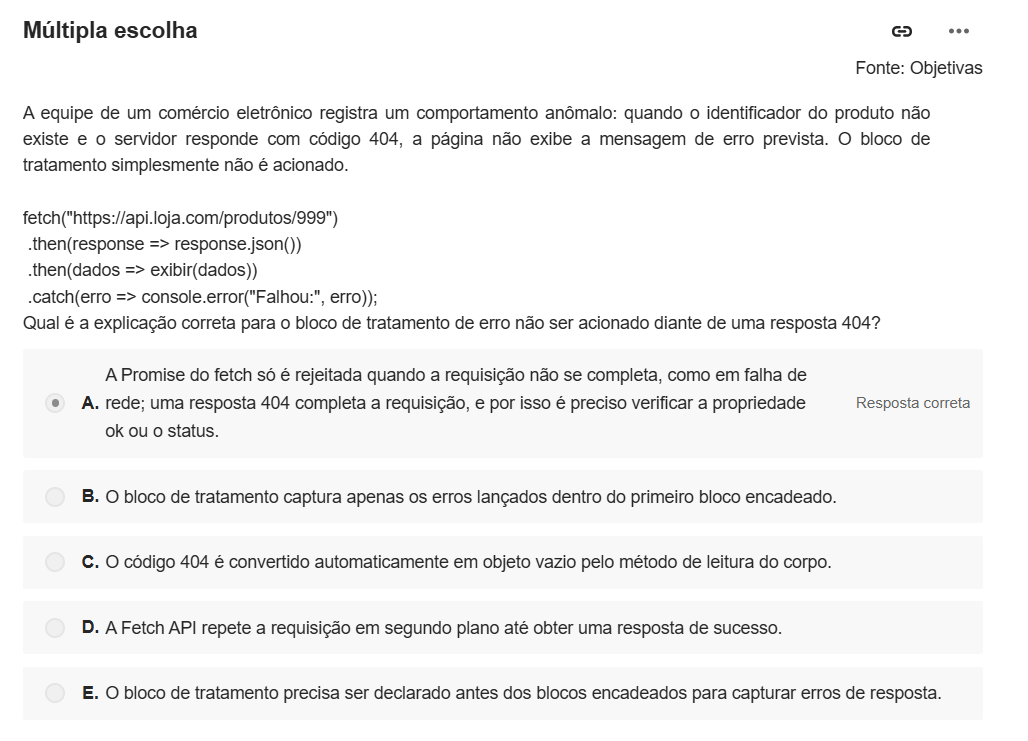 Múltipla escolha
Fonte: Objetivas
A equipe de um comércio eletrônico registra um comportamento anômalo: quando o identificador do produto não
existe e o servidor responde com código 404, a página não exibe a mensagem de erro prevista. O bloco de
tratamento simplesmente não é acionado.
fetch("https://api.loja.com/produtos/999")
.then(response => response.json())
.then(dados => exibir(dados))
.catch(erro => console.error("Falhou:", erro));
Qual é a explicação correta para o bloco de tratamento de erro não ser acionado diante de uma resposta 404?
A Promise do fetch só é rejeitada quando a requisição não se completa, como em falha de
A. rede; uma resposta 404 completa a requisição, e por isso é preciso verificar a propriedade
ok ou o status.
Resposta correta
B. O bloco de tratamento captura apenas os erros lançados dentro do primeiro bloco encadeado.
C. O código 404 é convertido automaticamente em objeto vazio pelo método de leitura do corpo.
D. A Fetch API repete a requisição em segundo plano até obter uma resposta de sucesso.
E. O bloco de tratamento precisa ser declarado antes dos blocos encadeados para capturar erros de resposta.